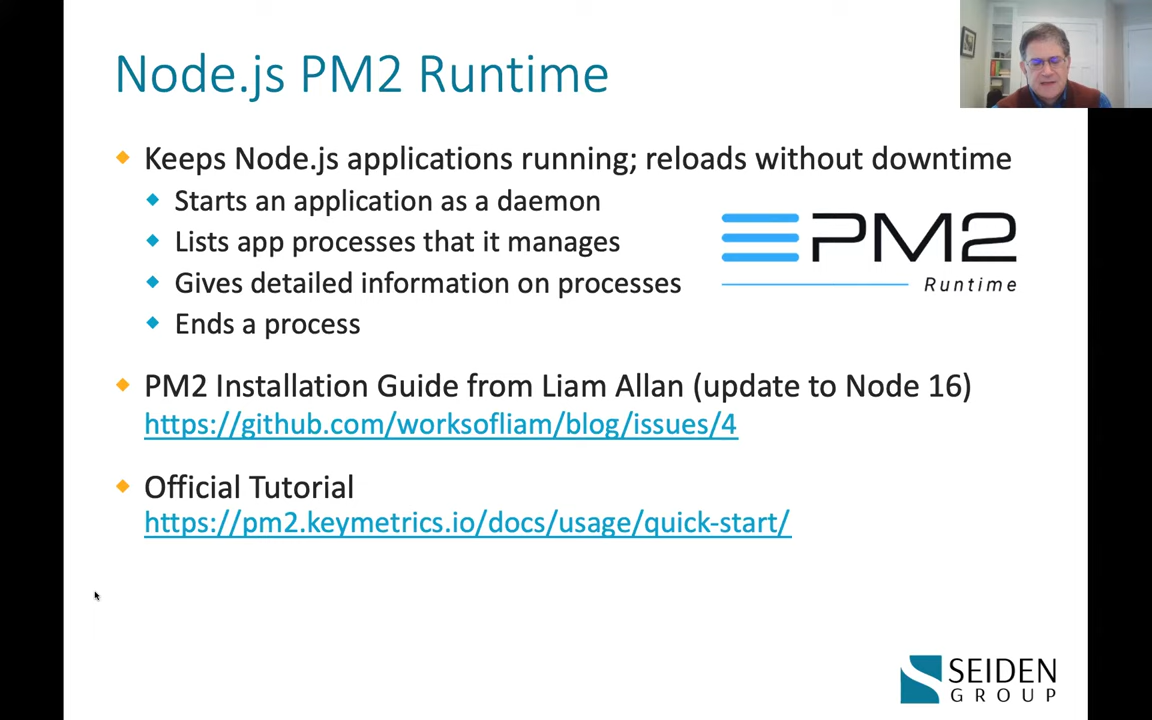 Node.js PM2 Runtime
Keeps Node.js applications running; reloads without downtime
Starts an application as a daemon
Lists app processes that it manages
Gives detailed information on processes
Ends a process
PM2
Runtime
PM2 Installation Guide from Liam Allan (update to Node 16)
https://github.com/worksofliam/blog/issues/4
Official Tutorial
https://pm2.keymetrics.io/docs/usage/quick-start/
SEIDEN
GROUP